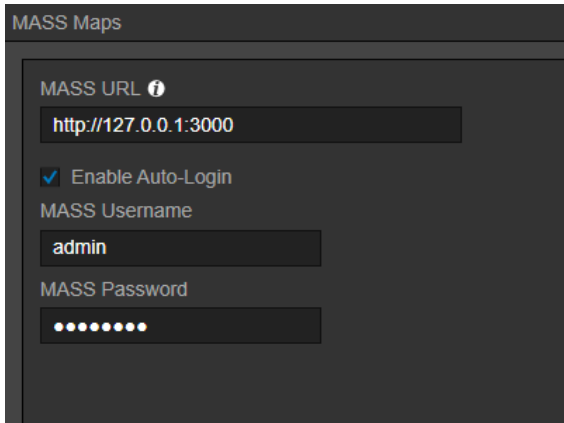 MASS Maps
MASS URL
http://127.0.0.1:3000
Enable Auto-Login
MASS Username
admin
MASS Password
●●●●●●●●